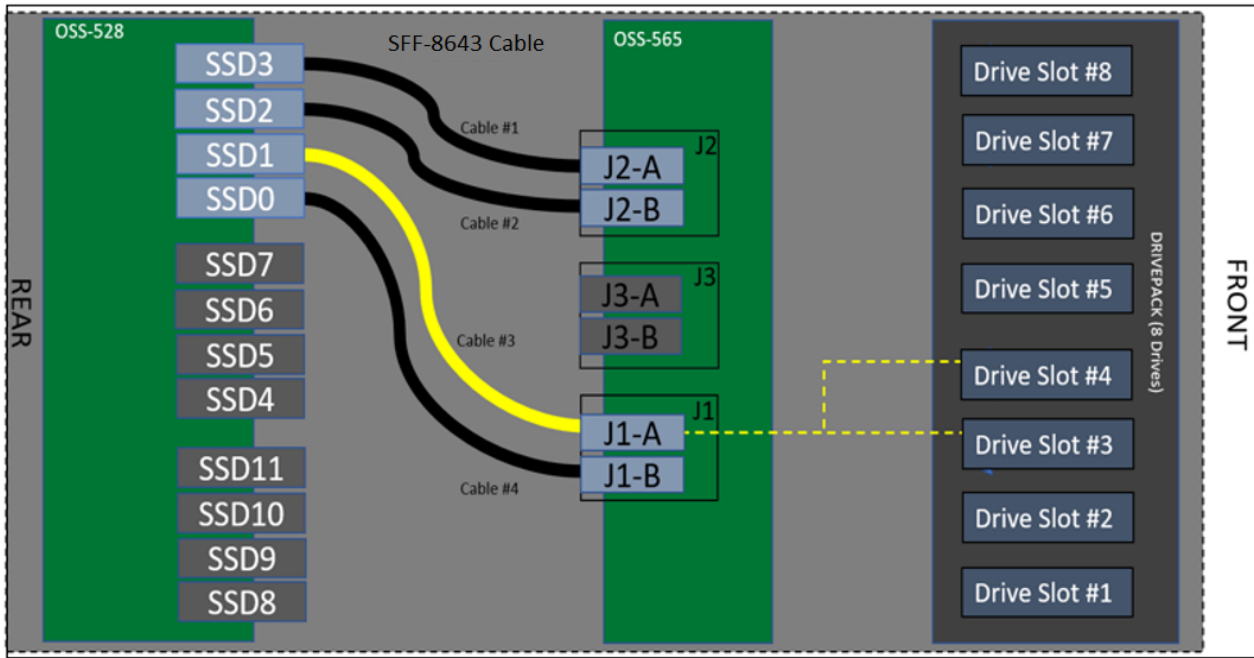 OSS-528
SFF-8643 Cable
OSS-565
SSD3
SSD2
SSD1
SSD0
SSD7
SSD6
SSD5
SSD4
SSD11
SSD10
SSD9
SSD8
REAR
Cable #1
Cable #2
Cable #3
Cable #4
J2
J2-A
J2-B
J3
J3-A
J3-B
J1
J1-A
J1-B
Drive Slot #8
Drive Slot #7
Drive Slot #6
Drive Slot #5
Drive Slot #4
Drive Slot #3
Drive Slot #2
Drive Slot #1
DRIVEPACK (8 Drives)
FRONT